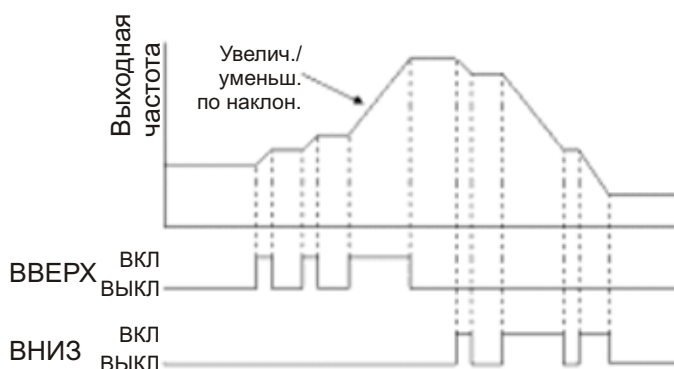 Выходная
частота
Увелич./
уменьш.
по наклон.
ВВЕРХ
ВКЛ
ВЫКЛ
ВНИЗ
ВКЛ
ВЫКЛ